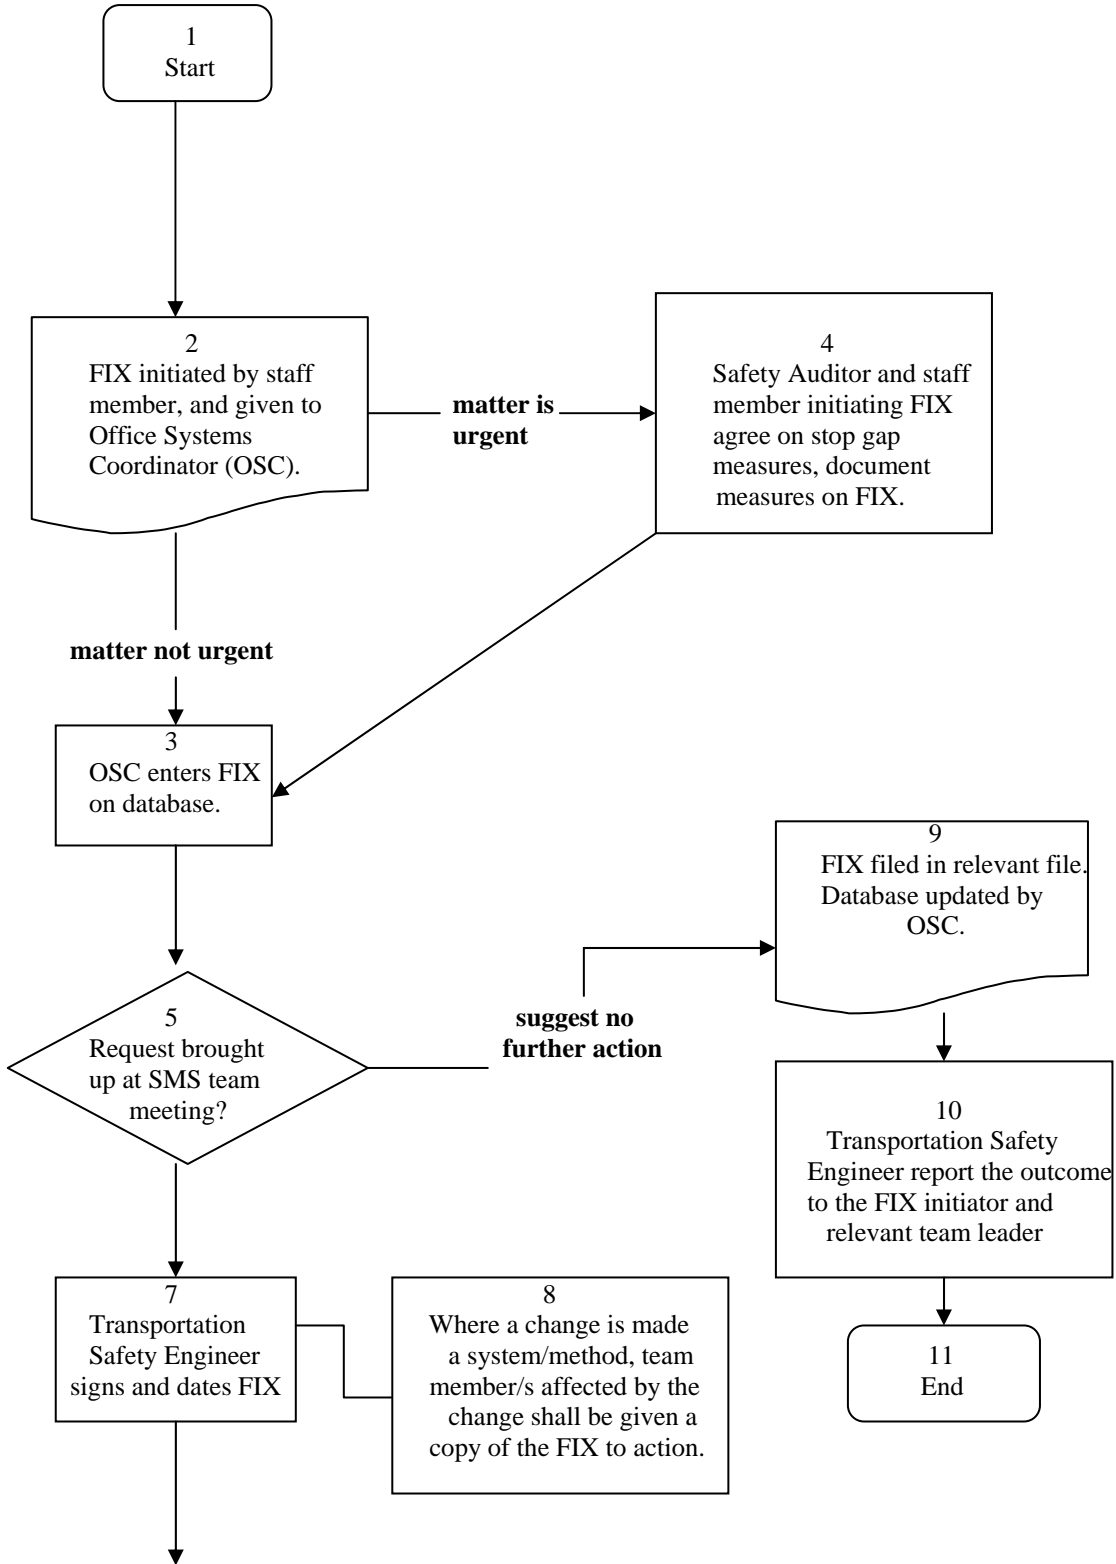 1
Start
2
FIX initiated by staff
member, and given to
Office Systems
Coordinator (OSC).
matter is
urgent
4
Safety Auditor and staff
member initiating FIX
agree on stop gap
measures, document
measures on FIX.
matter not urgent
3
OSC enters FIX
on database.
5
Request brought
up at SMS team
meeting?
suggest no
further action
9
FIX filed in relevant file.
Database updated by
OSC.
10
Transportation Safety
Engineer report the outcome
to the FIX initiator and
relevant team leader
7
Transportation
Safety Engineer
signs and dates FIX
8
Where a change is made
a system/method, team
member/s affected by the
change shall be given a
copy of the FIX to action.
11
End